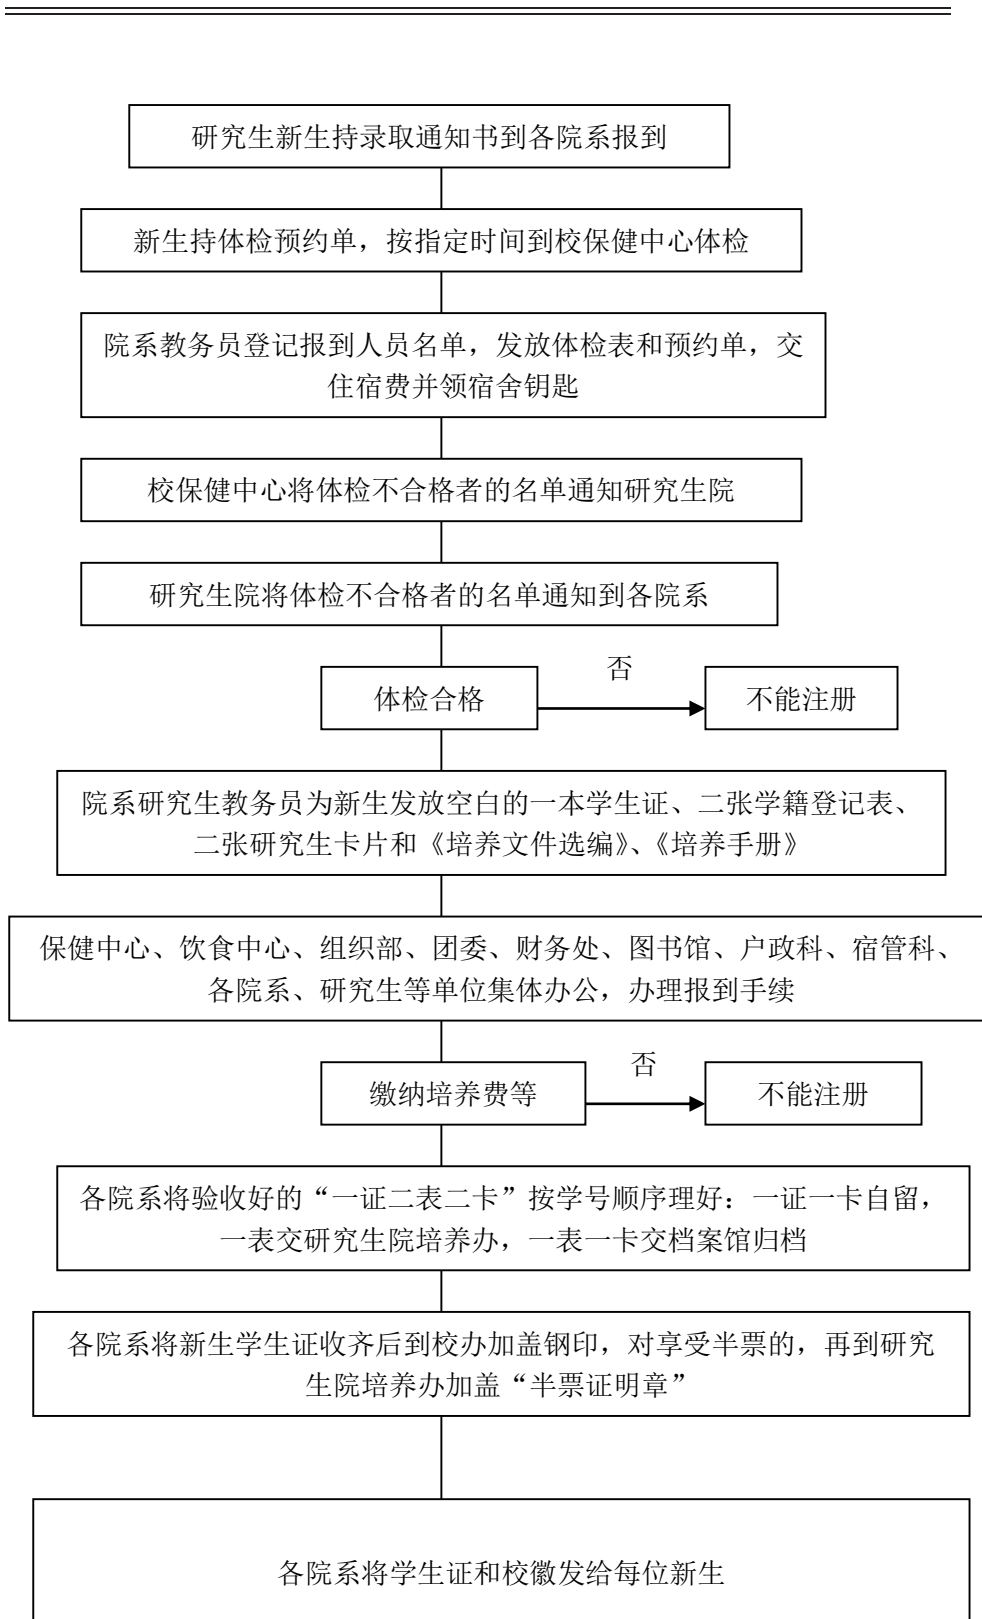 研究生新生持录取通知书到各院系报到
新生持体检预约单，按指定时间到校保健中心体检
院系教务员登记报到人员名单，发放体检表和预约单，交
住宿费并领宿舍钥匙
校保健中心将体检不合格者的名单通知研究生院
研究生院将体检不合格者的名单通知到各院系
否
体检合格
不能注册
院系研究生教务员为新生发放空白的一本学生证、二张学籍登记表、
二张研究生卡片和《培养文件选编》、《培养手册》
保健中心、饮食中心、组织部、团委、财务处、图书馆、户政科、宿管科、
各院系、研究生等单位集体办公，办理报到手续
否
缴纳培养费等
不能注册
各院系将验收好的“一证二表二卡”按学号顺序理好：一证一卡自留，
一表交研究生院培养办，一表一卡交档案馆归档
各院系将新生学生证收齐后到校办加盖钢印，对享受半票的，再到研究
生院培养办加盖“半票证明章”
各院系将学生证和校徽发给每位新生